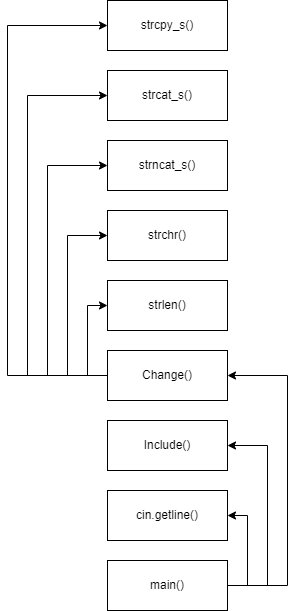 strcpy_s()
strcat_s()
strncat_s()
strchr()
strlen()
Change()
Include()
cin.getline()
main()